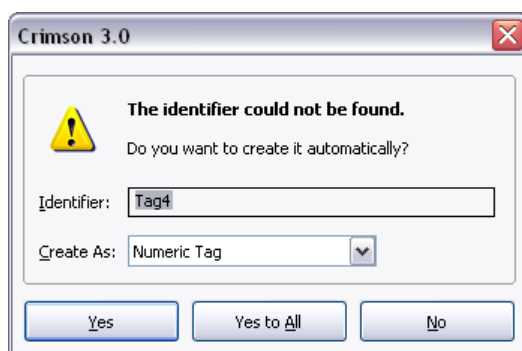 Crimson 3.0
The identifier could not be found.
Do you want to create it automatically?
Identifier: Tag4
Create As: Numeric Tag
Yes Yes to All No